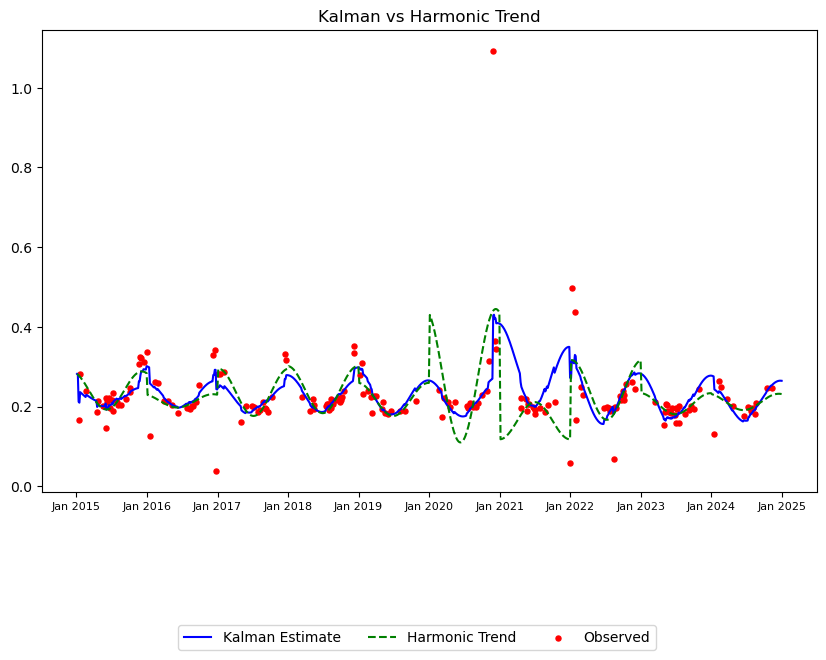 Kalman vs Harmonic Trend
1.0
0.8
0.6
0.4
0.2
0.0
Jan 2015 Jan 2016 Jan 2017 Jan 2018 Jan 2019 Jan 2020 Jan 2021 Jan 2022 Jan 2023 Jan 2024 Jan 2025
Kalman Estimate Harmonic Trend Observed